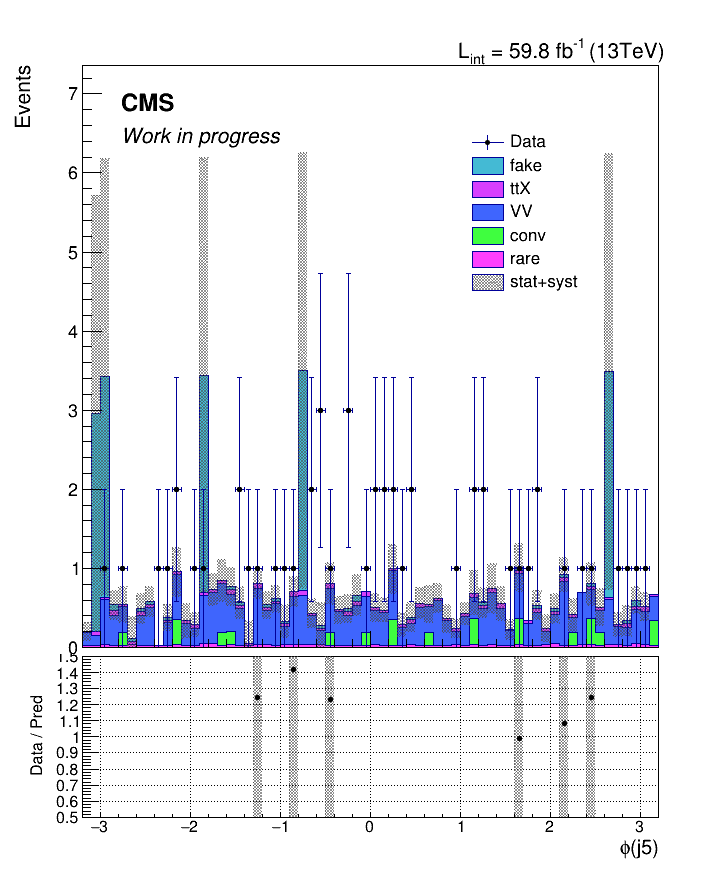 L_int = 59.8 fb^-1 (13TeV)
Events
CMS
Work in progress
Data
fake
ttX
VV
conv
rare
stat+syst
7
6
5
4
3
2
1
0
Data / Pred
1.5
1.4
1.3
1.2
1.1
1
0.9
0.8
0.7
0.6
0.5
−3 −2 −1 0 1 2 3
ϕ(j5)